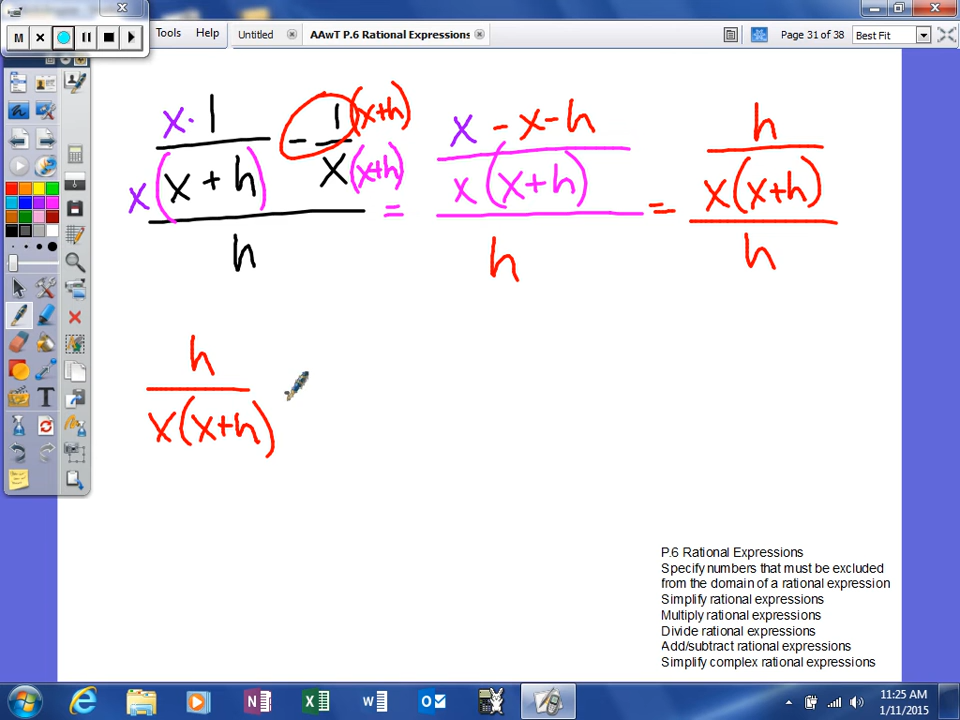 M
Tools Help Untitled AAwT P.6 Rational Expressions Page 31 of 38 Best Fit
x · 1 − 1 (x+h) x − x − h h
x (x + h) x (x+h) = x (x+h) = x(x+h)
h h h
h
x(x+h)
T
P.6 Rational Expressions
Specify numbers that must be excluded
from the domain of a rational expression
Simplify rational expressions
Multiply rational expressions
Divide rational expressions
Add/subtract rational expressions
Simplify complex rational expressions
11:25 AM
1/11/2015